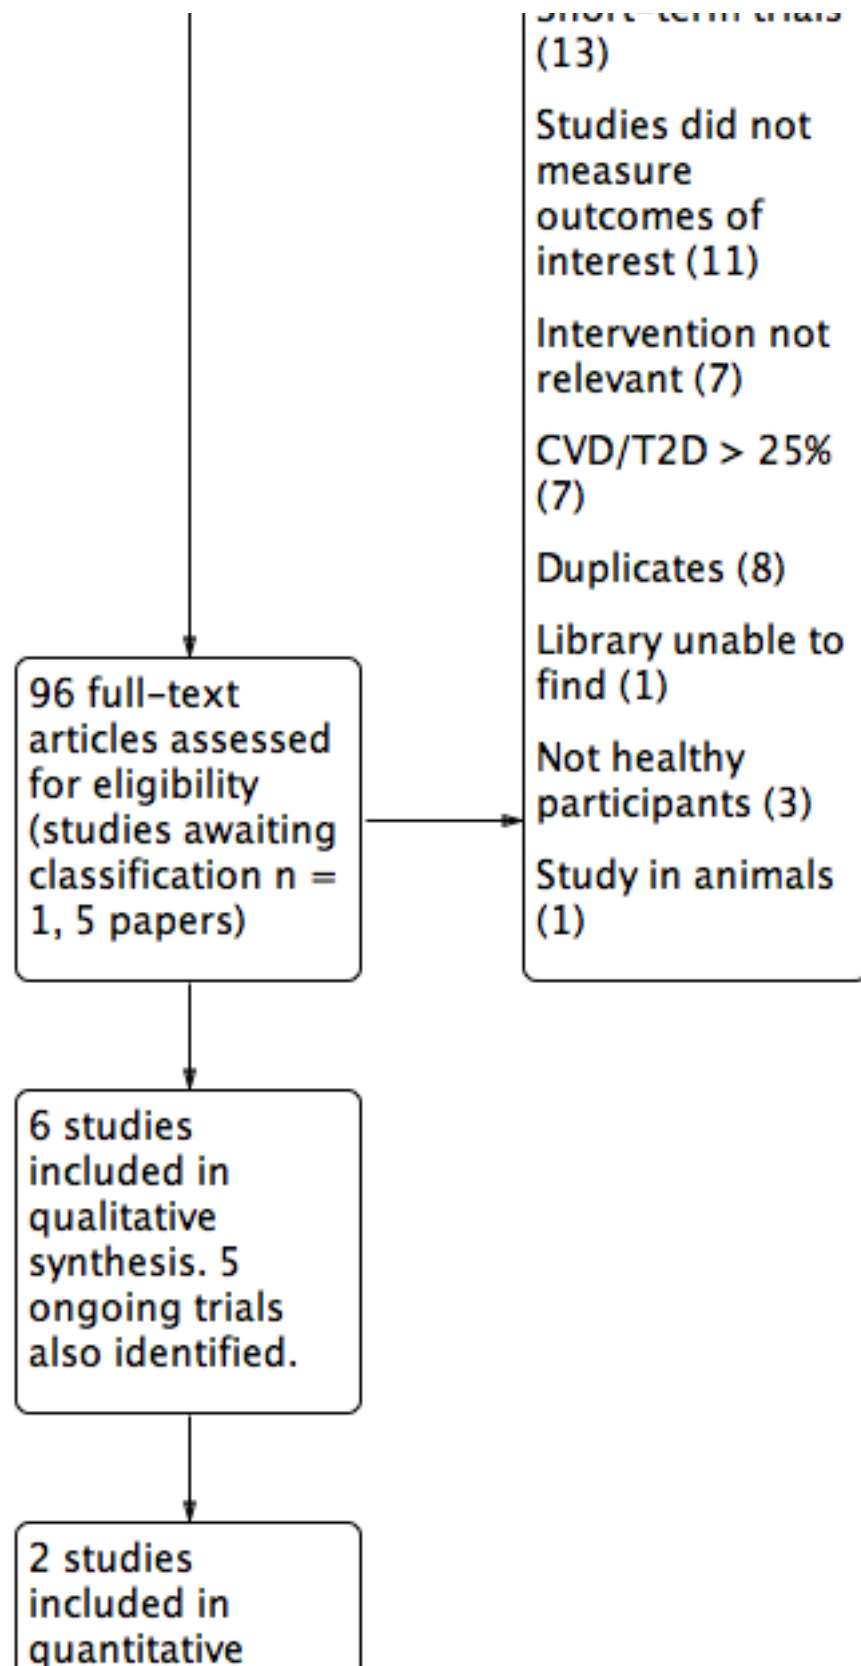 Short-term trials
(13)
Studies did not
measure
outcomes of
interest (11)
Intervention not
relevant (7)
CVD/T2D > 25%
(7)
Duplicates (8)
Library unable to
find (1)
Not healthy
participants (3)
Study in animals
(1)
96 full-text
articles assessed
for eligibility
(studies awaiting
classification n =
1, 5 papers)
6 studies
included in
qualitative
synthesis. 5
ongoing trials
also identified.
2 studies
included in
quantitative